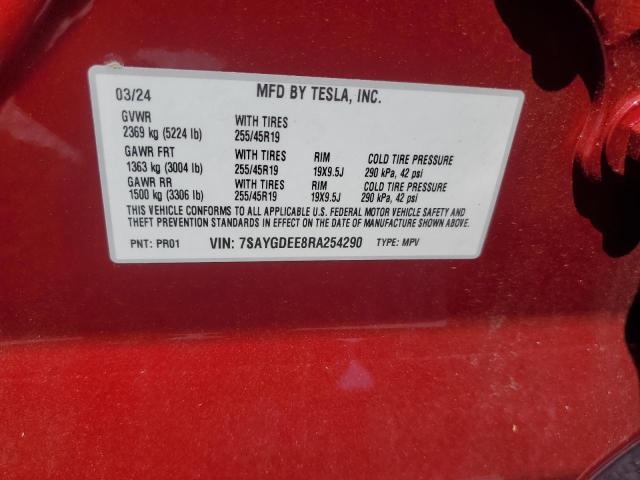 03/24 MFD BY TESLA, INC.
GVWR
2369 kg (5224 lb) WITH TIRES 255/45R19
GAWR FRT WITH TIRES RIM COLD TIRE PRESSURE
1363 kg (3004 lb) 255/45R19 19X9.5J 290 kPa, 42 psi
GAWR RR WITH TIRES RIM COLD TIRE PRESSURE
1500 kg (3306 lb) 255/45R19 19X9.5J 290 kPa, 42 psi
THIS VEHICLE CONFORMS TO ALL APPLICABLE U.S. FEDERAL MOTOR VEHICLE SAFETY AND
THEFT PREVENTION STANDARDS IN EFFECT ON THE DATE OF MANUFACTURE SHOWN ABOVE.
PNT: PR01 VIN: 7SAYGDEE8RA254290 TYPE: MPV